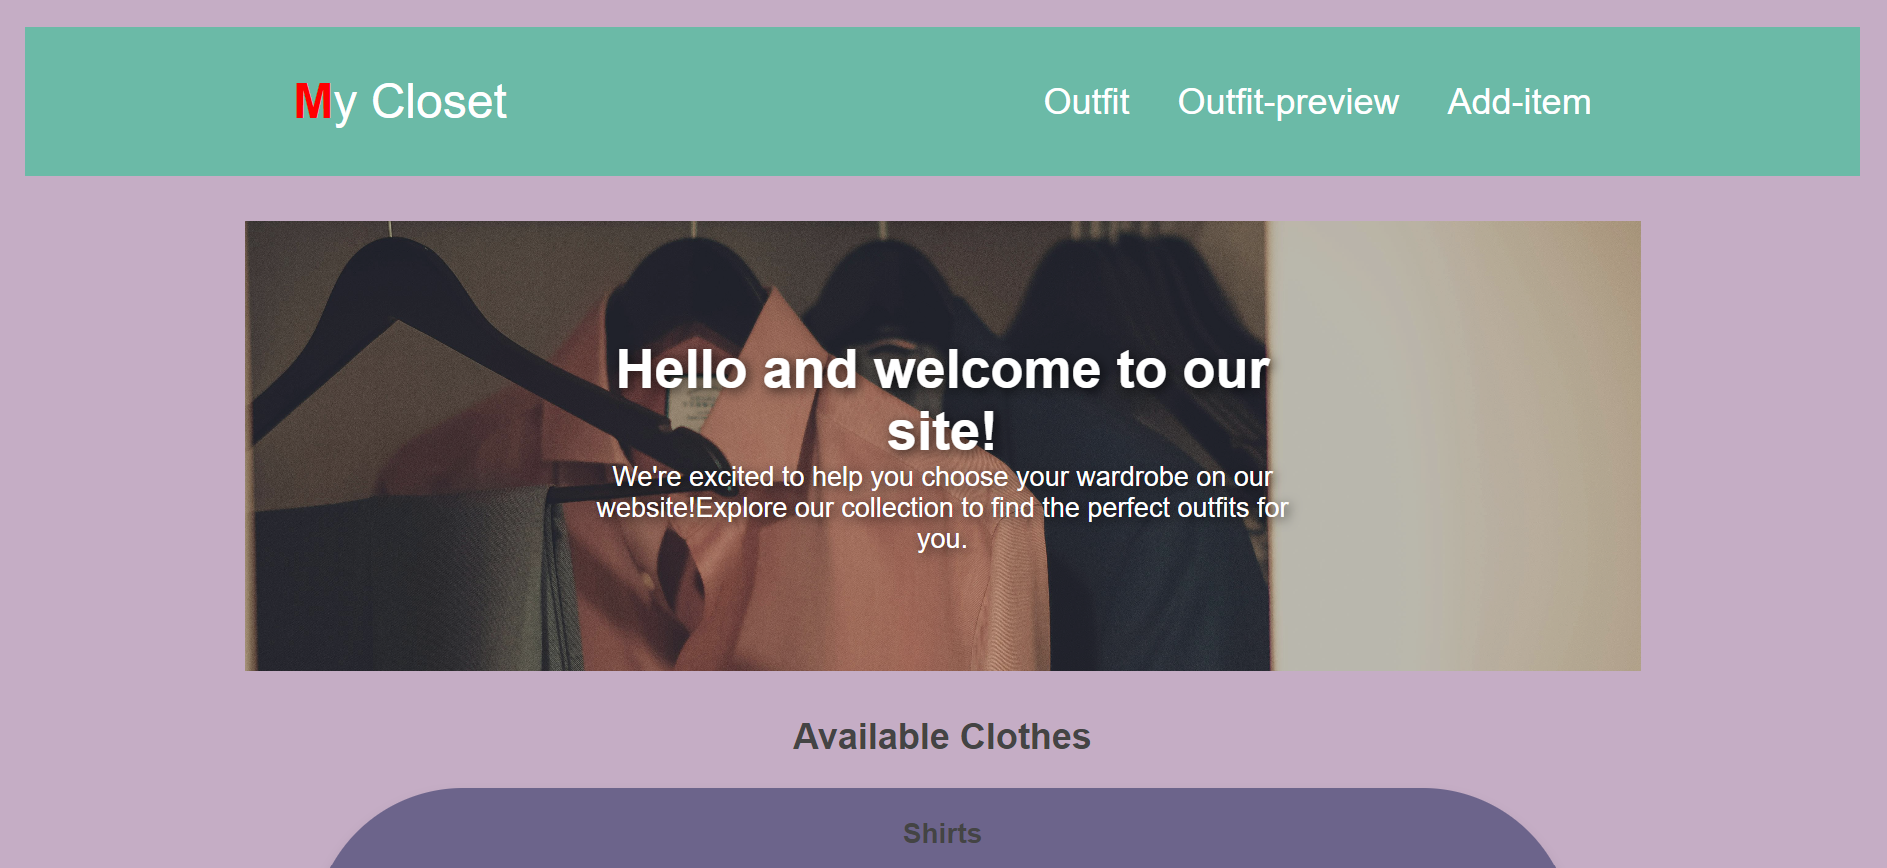 My Closet
Outfit Outfit-preview Add-item
Hello and welcome to our
site!
We're excited to help you choose your wardrobe on our
website!Explore our collection to find the perfect outfits for
you.
Available Clothes
Shirts